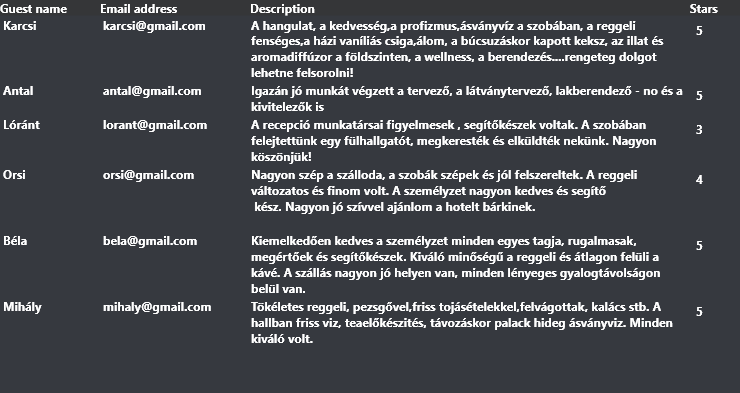 Guest name Email address Description Stars
Karcsi karcsi@gmail.com A hangulat, a kedvesség,a profizmus,ásványvíz a szobában, a reggeli 5
fenséges,a házi vaníliás csiga,álom, a búcsuzáskor kapott keksz, az illat és
aromadiffúzor a földszinten, a wellness, a berendezés....rengeteg dolgot
lehetne felsorolni!
Antal antal@gmail.com Igazán jó munkát végzett a tervező, a látványtervező, lakberendező - no és a 5
kivitelezők is
Lóránt lorant@gmail.com A recepció munkatársai figyelmesek , segítőkészek voltak. A szobában 3
felejtettünk egy fülhallgatót, megkeresték és elküldték nekünk. Nagyon
köszönjük!
Orsi orsi@gmail.com Nagyon szép a szálloda, a szobák szépek és jól felszereltek. A reggeli 4
változatos és finom volt. A személyzet nagyon kedves és segítő
kész. Nagyon jó szívvel ajánlom a hotelt bárkinek.
Béla bela@gmail.com Kiemelkedően kedves a személyzet minden egyes tagja, rugalmasak, 5
megértőek és segítőkészek. Kiváló minőségű a reggeli és átlagon felüli a
kávé. A szállás nagyon jó helyen van, minden lényeges gyalogtávolságon
belül van.
Mihály mihaly@gmail.com Tökéletes reggeli, pezsgővel,friss tojásételekkel,felvágottak, kalács stb. A 5
hallban friss viz, teaelőkészités, távozáskor palack hideg ásványviz. Minden
kiváló volt.